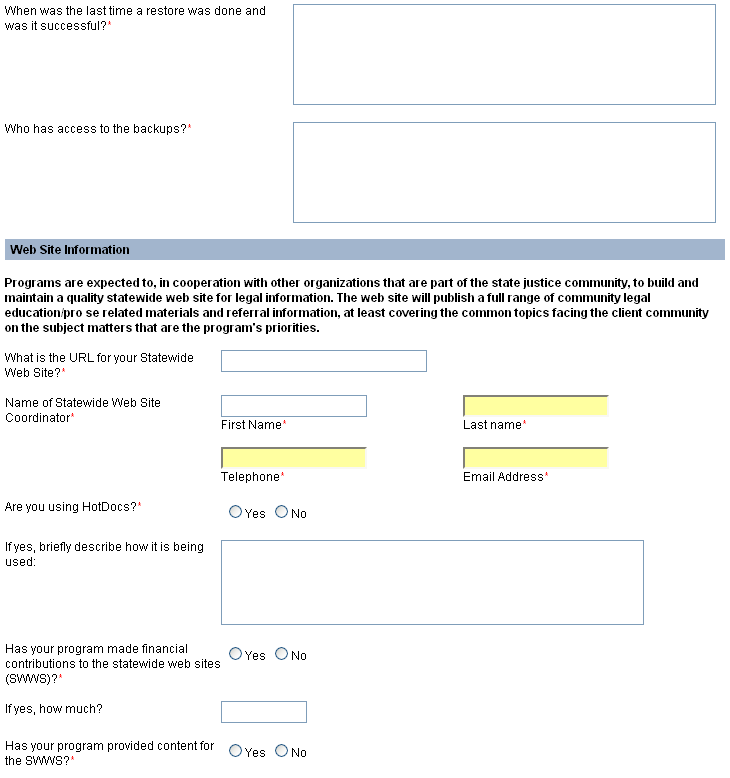 When was the last time a restore was done and
was it successful?*
Who has access to the backups?*
Web Site Information
Programs are expected to, in cooperation with other organizations that are part of the state justice community, to build and
maintain a quality statewide web site for legal information. The web site will publish a full range of community legal
education/pro se related materials and referral information, at least covering the common topics facing the client community
on the subject matters that are the program's priorities.
What is the URL for your Statewide
Web Site?*
Name of Statewide Web Site
Coordinator*
First Name*
Last name*
Telephone*
Email Address*
Are you using HotDocs?*
Yes No
If yes, briefly describe how it is being
used:
Has your program made financial
contributions to the statewide web sites
(SWWS)?*
Yes No
If yes, how much?
Has your program provided content for
the SWWS?*
Yes No